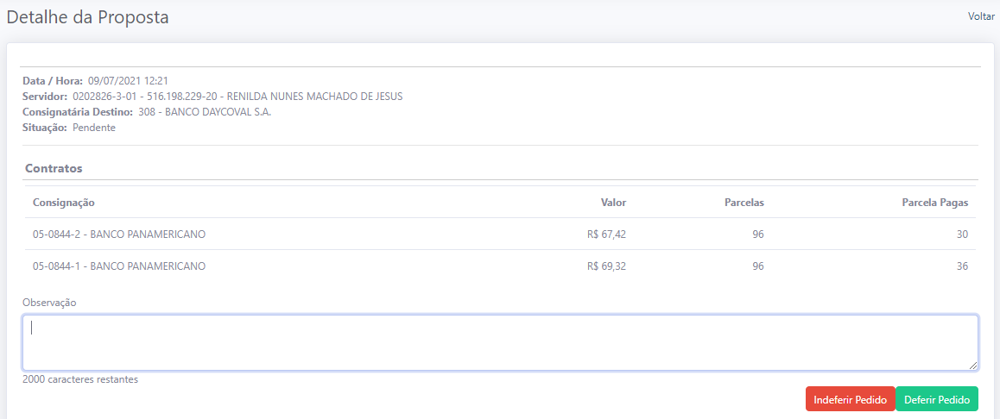 Detalhe da Proposta
Voltar
Data / Hora: 09/07/2021 12:21
Servidor: 0202826-3-01 - 516.198.229-20 - RENILDA NUNES MACHADO DE JESUS
Consignatária Destino: 308 - BANCO DAYCOVAL S.A.
Situação: Pendente
Contratos
Consignação Valor Parcelas Parcela Pagas
05-0844-2 - BANCO PANAMERICANO R$ 67,42 96 30
05-0844-1 - BANCO PANAMERICANO R$ 69,32 96 36
Observação
2000 caracteres restantes
Indeferir Pedido Deferir Pedido